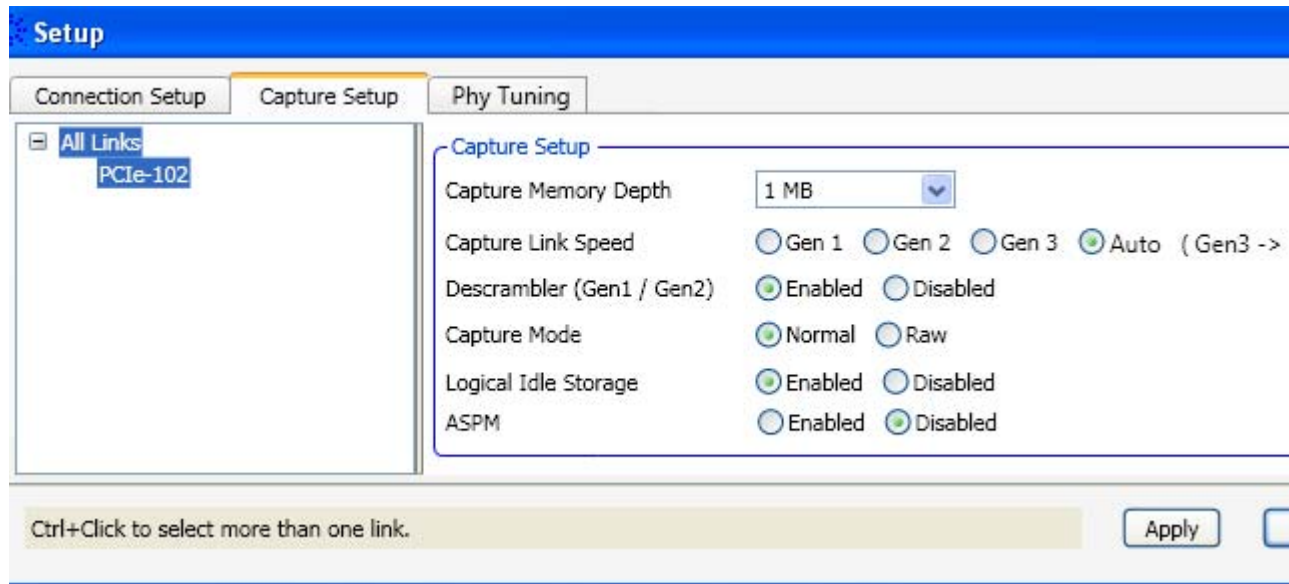 Setup
Connection Setup Capture Setup Phy Tuning
All Links
PCIe-102
Capture Setup
Capture Memory Depth 1 MB
Capture Link Speed Gen 1 Gen 2 Gen 3 Auto ( Gen3 ->
Descrambler (Gen1 / Gen2) Enabled Disabled
Capture Mode Normal Raw
Logical Idle Storage Enabled Disabled
ASPM Enabled Disabled
Ctrl+Click to select more than one link.
Apply